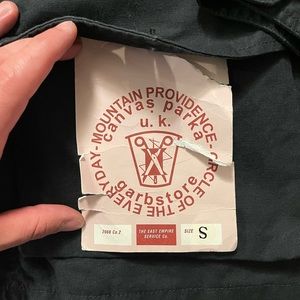 MOUNTAIN PROVIDENCE-CIRCLE OF THE EVERYDAY-
canvas parka
u.k.
garbstore
THE EAST EMPIRE
SERVICE Co.
SIZE
S